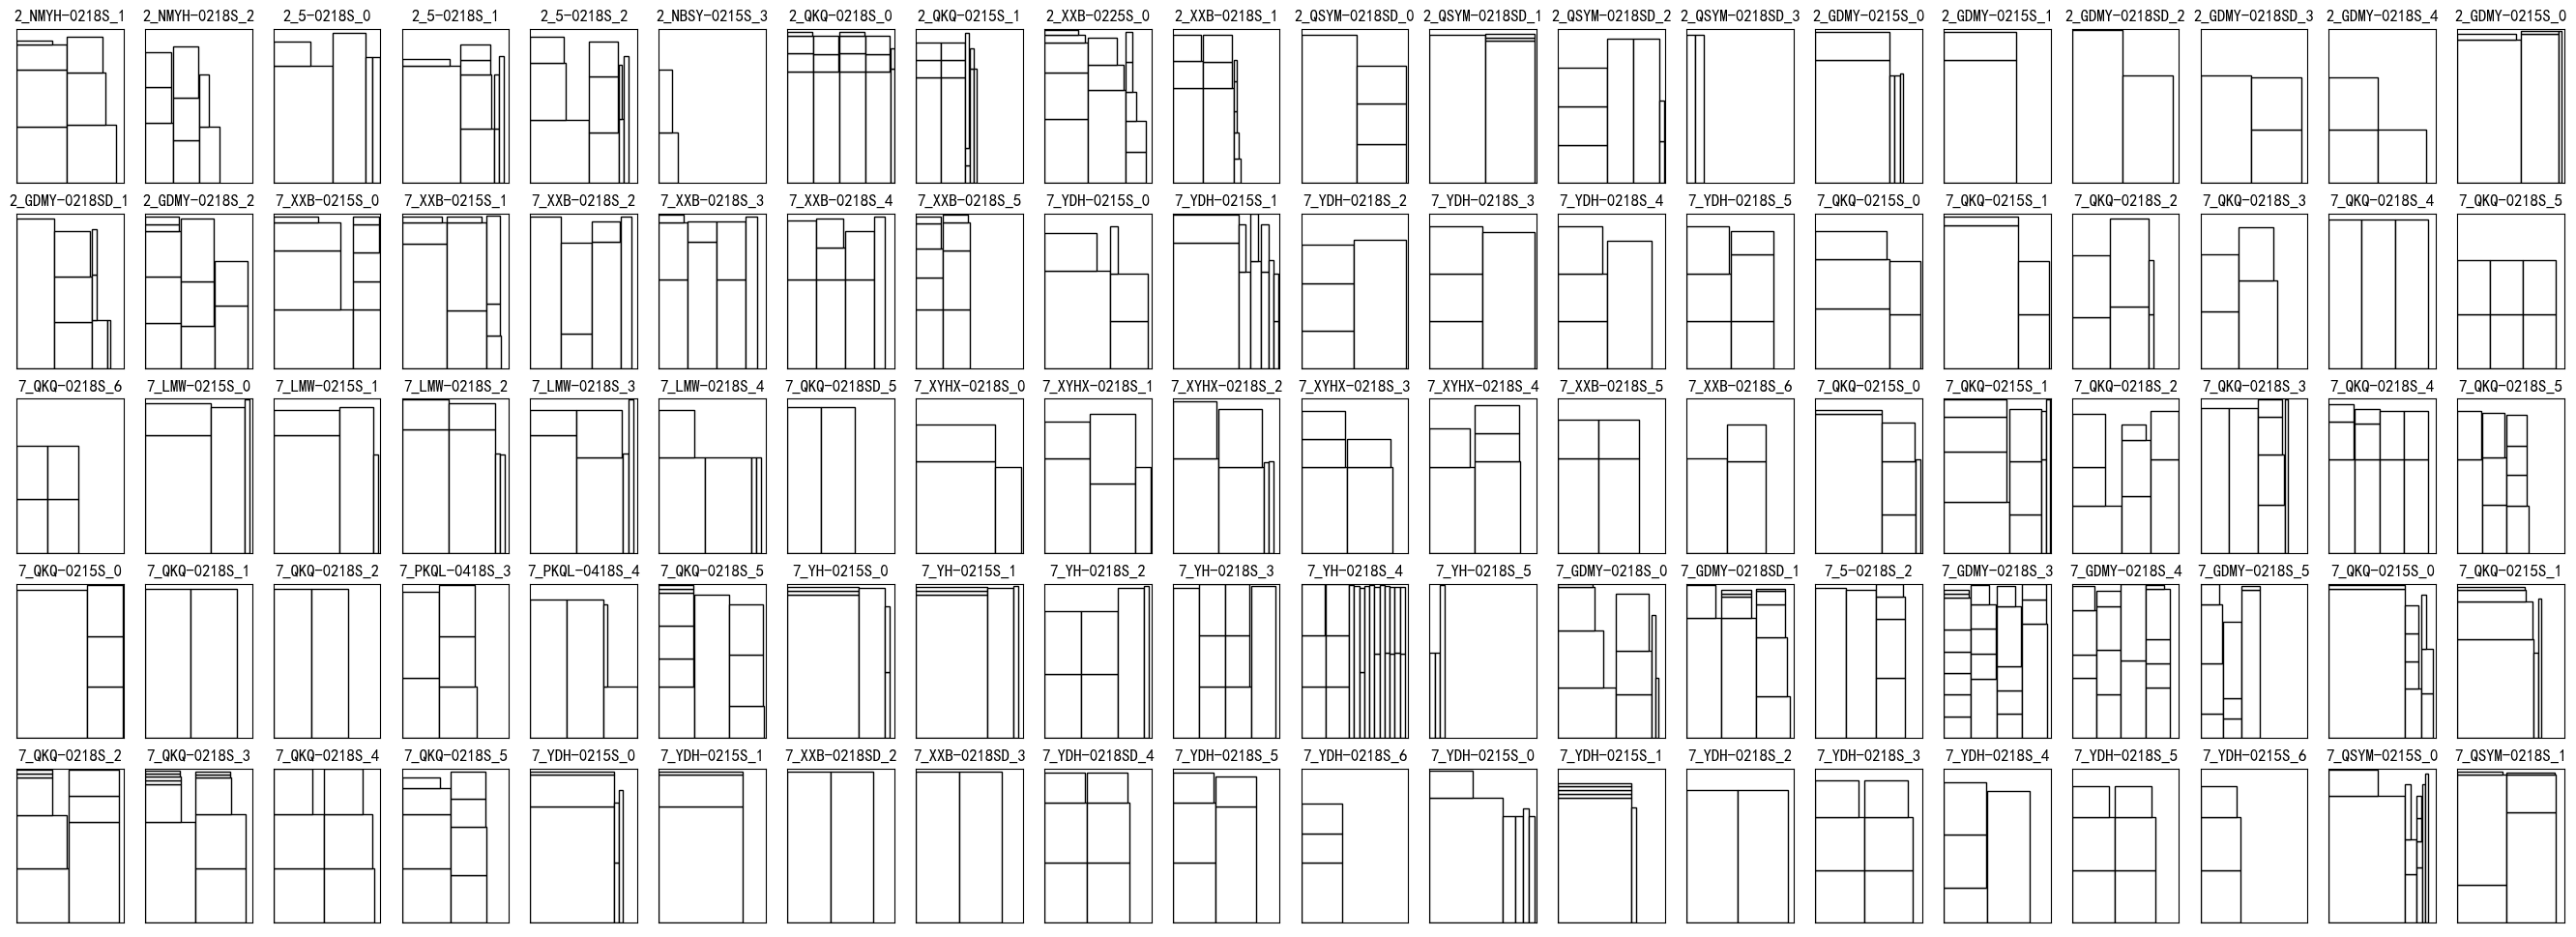 2_NMYH-0218S_1 2_NMYH-0218S_2 2_5-0218S_0 2_5-0218S_1 2_5-0218S_2 2_NBSY-0215S_3 2_QKQ-0218S_0 2_QKQ-0215S_1 2_XXB-0225S_0 2_XXB-0218S_1 2_QSYM-0218SD_0 2_QSYM-0218SD_1 2_QSYM-0218SD_2 2_QSYM-0218SD_3 2_GDMY-0215S_0 2_GDMY-0215S_1 2_GDMY-0218SD_2 2_GDMY-0218SD_3 2_GDMY-0218S_4 2_GDMY-0215S_0
2_GDMY-0218SD_1 2_GDMY-0218S_2 7_XXB-0215S_0 7_XXB-0215S_1 7_XXB-0218S_2 7_XXB-0218S_3 7_XXB-0218S_4 7_XXB-0218S_5 7_YDH-0215S_0 7_YDH-0215S_1 7_YDH-0218S_2 7_YDH-0218S_3 7_YDH-0218S_4 7_YDH-0218S_5 7_QKQ-0215S_0 7_QKQ-0215S_1 7_QKQ-0218S_2 7_QKQ-0218S_3 7_QKQ-0218S_4 7_QKQ-0218S_5
7_QKQ-0218S_6 7_LMW-0215S_0 7_LMW-0215S_1 7_LMW-0218S_2 7_LMW-0218S_3 7_LMW-0218S_4 7_QKQ-0218SD_5 7_XYHX-0218S_0 7_XYHX-0218S_1 7_XYHX-0218S_2 7_XYHX-0218S_3 7_XYHX-0218S_4 7_XXB-0218S_5 7_XXB-0218S_6 7_QKQ-0215S_0 7_QKQ-0215S_1 7_QKQ-0218S_2 7_QKQ-0218S_3 7_QKQ-0218S_4 7_QKQ-0218S_5
7_QKQ-0215S_0 7_QKQ-0218S_1 7_QKQ-0218S_2 7_PKQL-0418S_3 7_PKQL-0418S_4 7_QKQ-0218S_5 7_YH-0215S_0 7_YH-0215S_1 7_YH-0218S_2 7_YH-0218S_3 7_YH-0218S_4 7_YH-0218S_5 7_GDMY-0218S_0 7_GDMY-0218SD_1 7_5-0218S_2 7_GDMY-0218S_3 7_GDMY-0218S_4 7_GDMY-0218S_5 7_QKQ-0215S_0 7_QKQ-0215S_1
7_QKQ-0218S_2 7_QKQ-0218S_3 7_QKQ-0218S_4 7_QKQ-0218S_5 7_YDH-0215S_0 7_YDH-0215S_1 7_XXB-0218SD_2 7_XXB-0218SD_3 7_YDH-0218SD_4 7_YDH-0218S_5 7_YDH-0218S_6 7_YDH-0215S_0 7_YDH-0215S_1 7_YDH-0218S_2 7_YDH-0218S_3 7_YDH-0218S_4 7_YDH-0218S_5 7_YDH-0215S_6 7_QSYM-0215S_0 7_QSYM-0218S_1